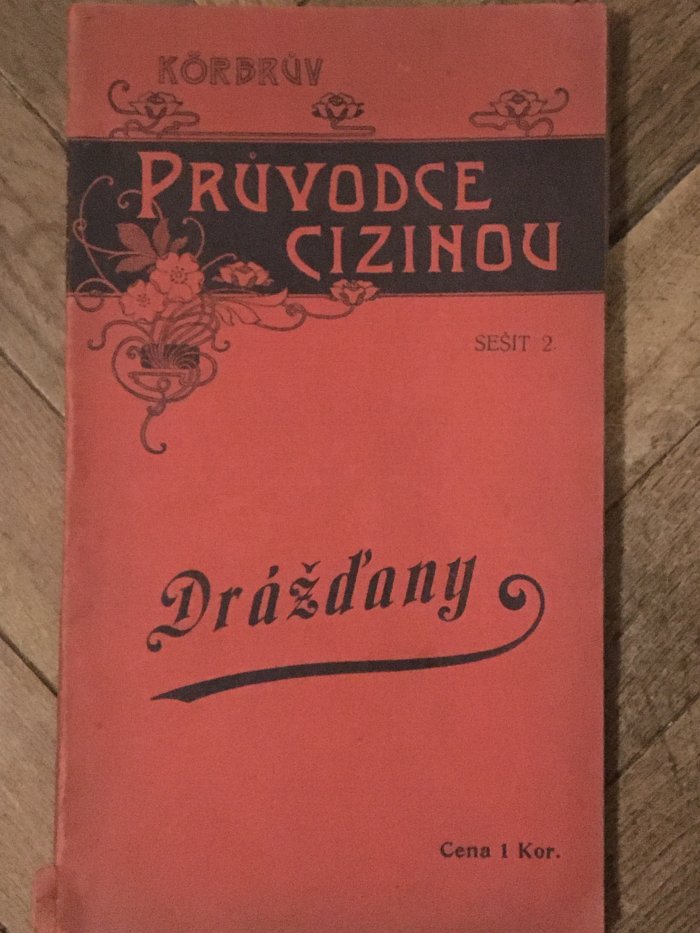 KÖRBRŮV
PRŮVODCE
CIZINOU
SEŠIT 2.
Drážďany
Cena 1 Kor.